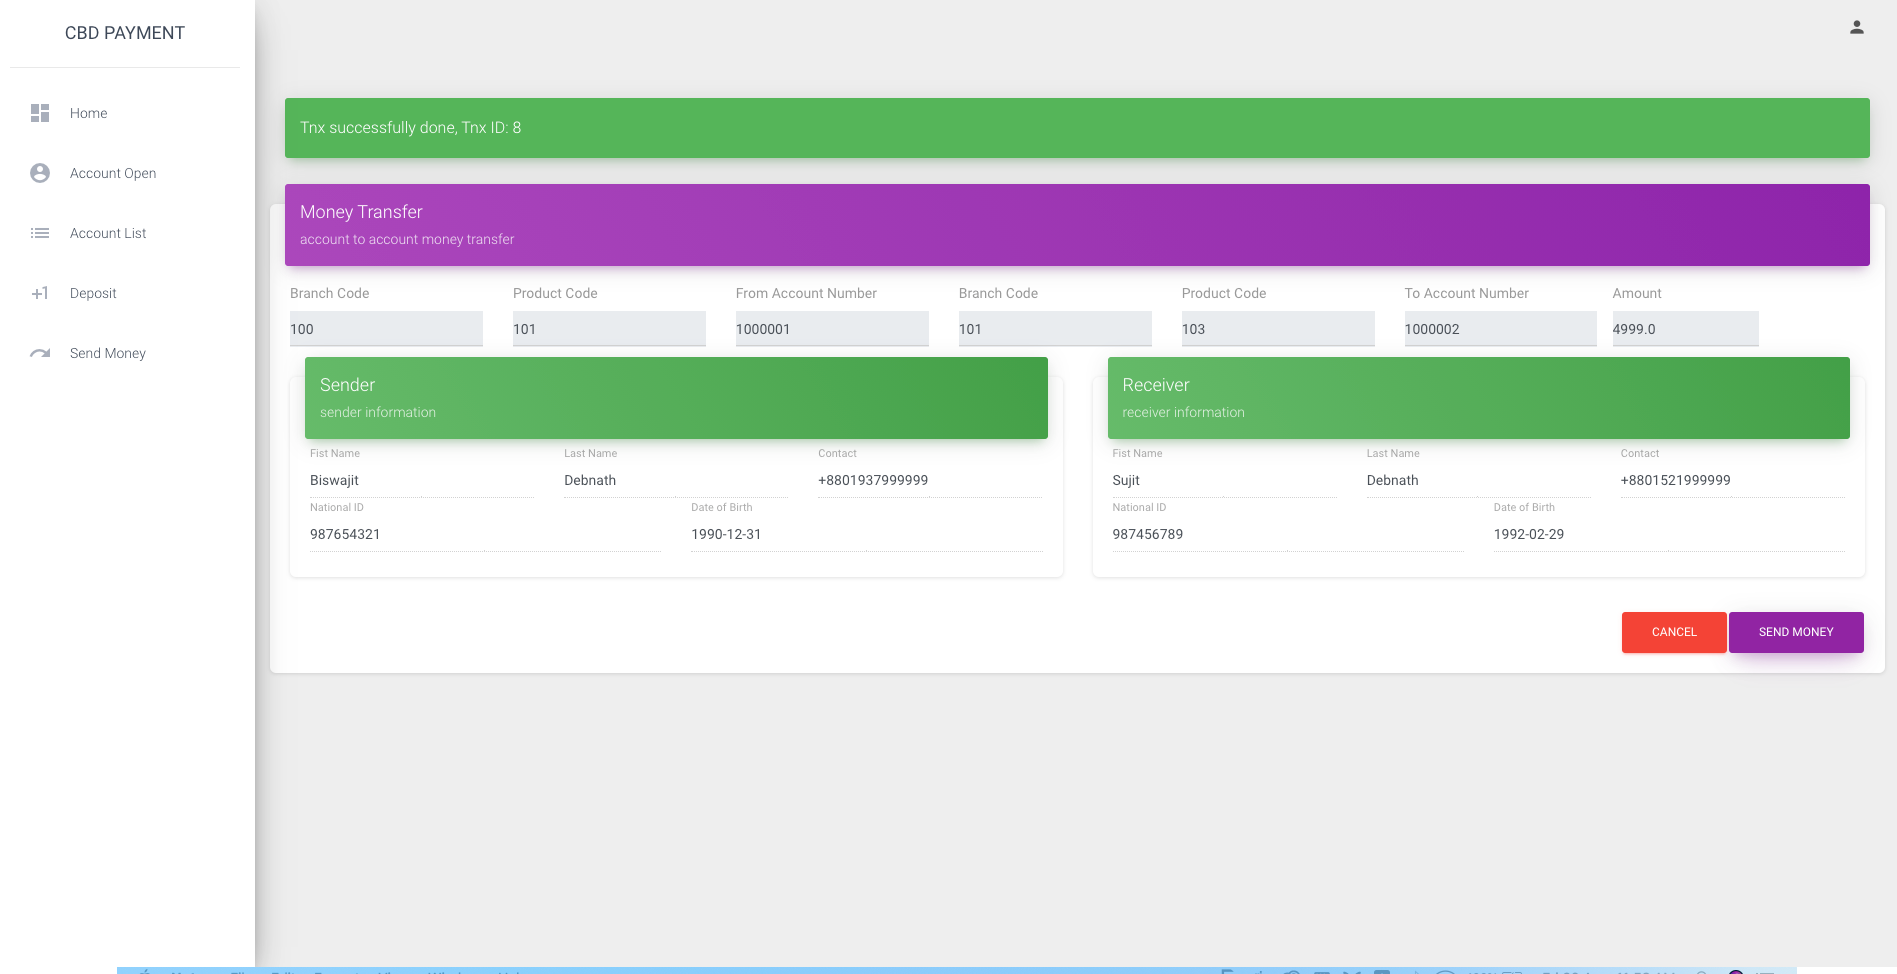 CBD PAYMENT
Home
Account Open
Account List
Deposit
Send Money
Tnx successfully done, Tnx ID: 8
Money Transfer
account to account money transfer
Branch Code Product Code From Account Number Branch Code Product Code To Account Number Amount
100 101 1000001 101 103 1000002 4999.0
Sender
sender information
Fist Name Last Name Contact
Biswajit Debnath +8801937999999
National ID Date of Birth
987654321 1990-12-31
Receiver
receiver information
Fist Name Last Name Contact
Sujit Debnath +8801521999999
National ID Date of Birth
987456789 1992-02-29
CANCEL SEND MONEY